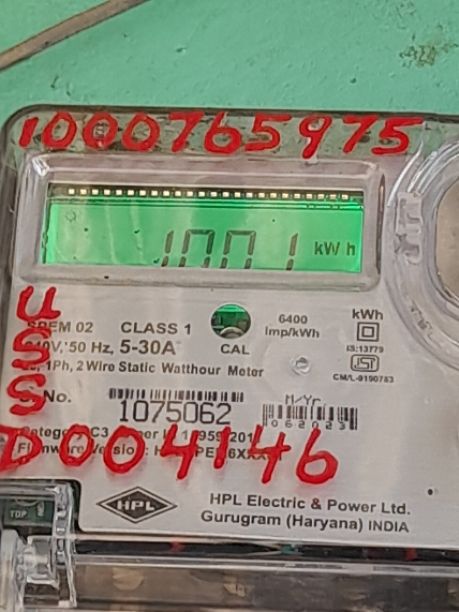 1000765975
kWh
U
S
S
SPEM 02 CLASS 1 CAL 6400 Imp/kWh kWh
240V, 50 Hz, 5-30A IS:13779
1Ph, 2 Wire Static Watthour Meter
CM/L-9190783
No. 1075062 M/Yr. 062023
D004146
TOP
HPL HPL Electric & Power Ltd.
Gurugram (Haryana) INDIA